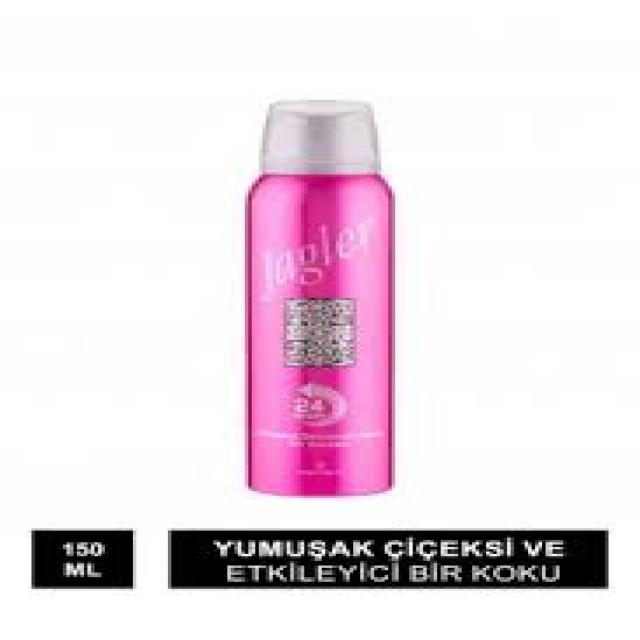 Jagler
24
150
ML
YUMUŞAK ÇİÇEKSİ VE
ETKİLEYİCİ BİR KOKU